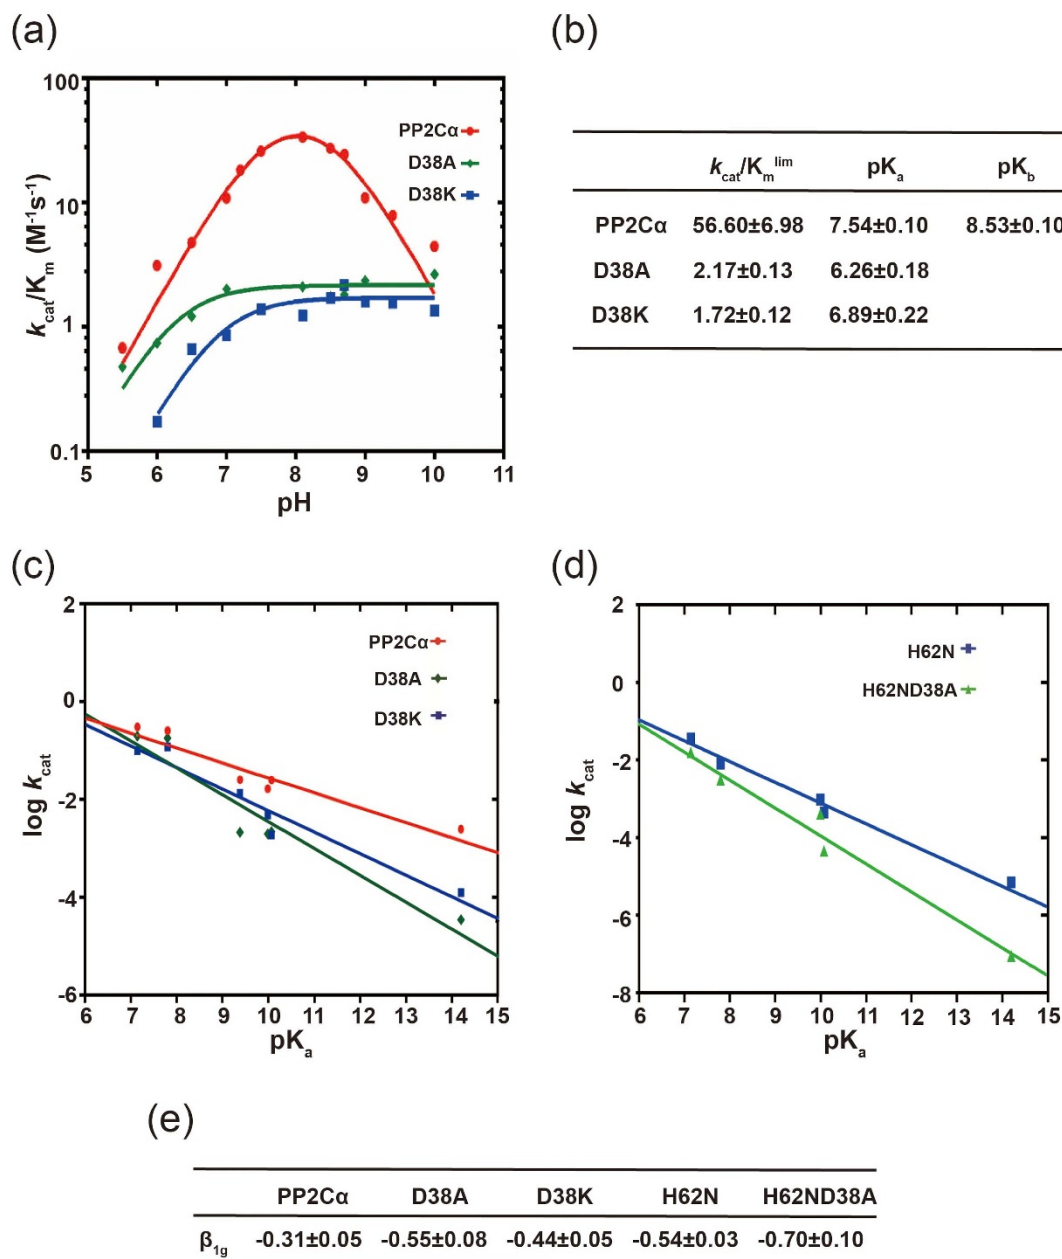 (a)
100
10
1
0.1
5 6 7 8 9 10 11
kcat/Km (M-1s-1)
pH
PP2Cα
D38A
D38K
(b)
kcat/Kmlim pKa pKb
PP2Cα 56.60±6.98 7.54±0.10 8.53±0.10
D38A 2.17±0.13 6.26±0.18
D38K 1.72±0.12 6.89±0.22
(c)
2
0
-2
-4
-6
6 7 8 9 10 11 12 13 14 15
log kcat
pKa
PP2Cα
D38A
D38K
(d)
2
0
-2
-4
-6
-8
6 7 8 9 10 11 12 13 14 15
log kcat
pKa
H62N
H62ND38A
(e)
PP2Cα D38A D38K H62N H62ND38A
β1g -0.31±0.05 -0.55±0.08 -0.44±0.05 -0.54±0.03 -0.70±0.10